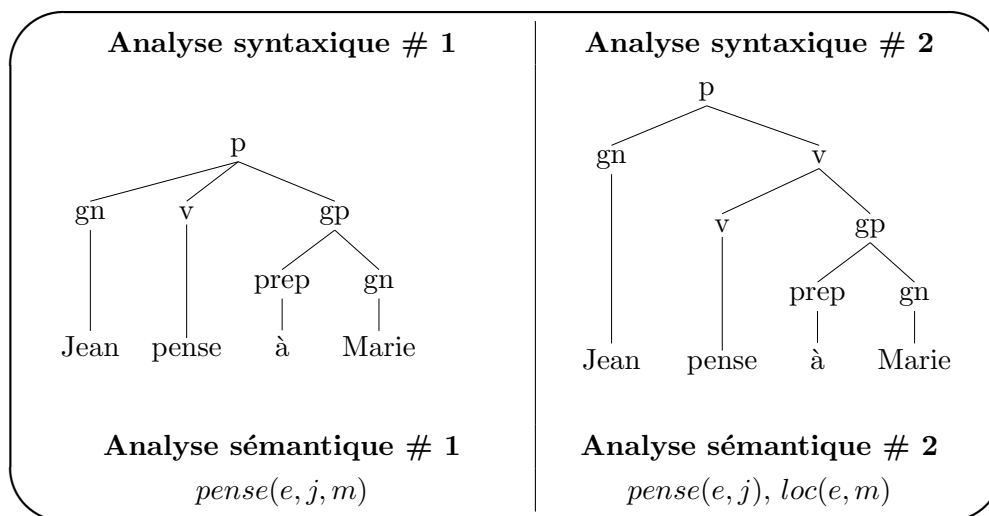 Analyse syntaxique # 1
p
gn v gp
prep gn
Jean pense à Marie
Analyse sémantique # 1
pense(e, j, m)
Analyse syntaxique # 2
p
gn v
v gp
prep gn
Jean pense à Marie
Analyse sémantique # 2
pense(e, j), loc(e, m)